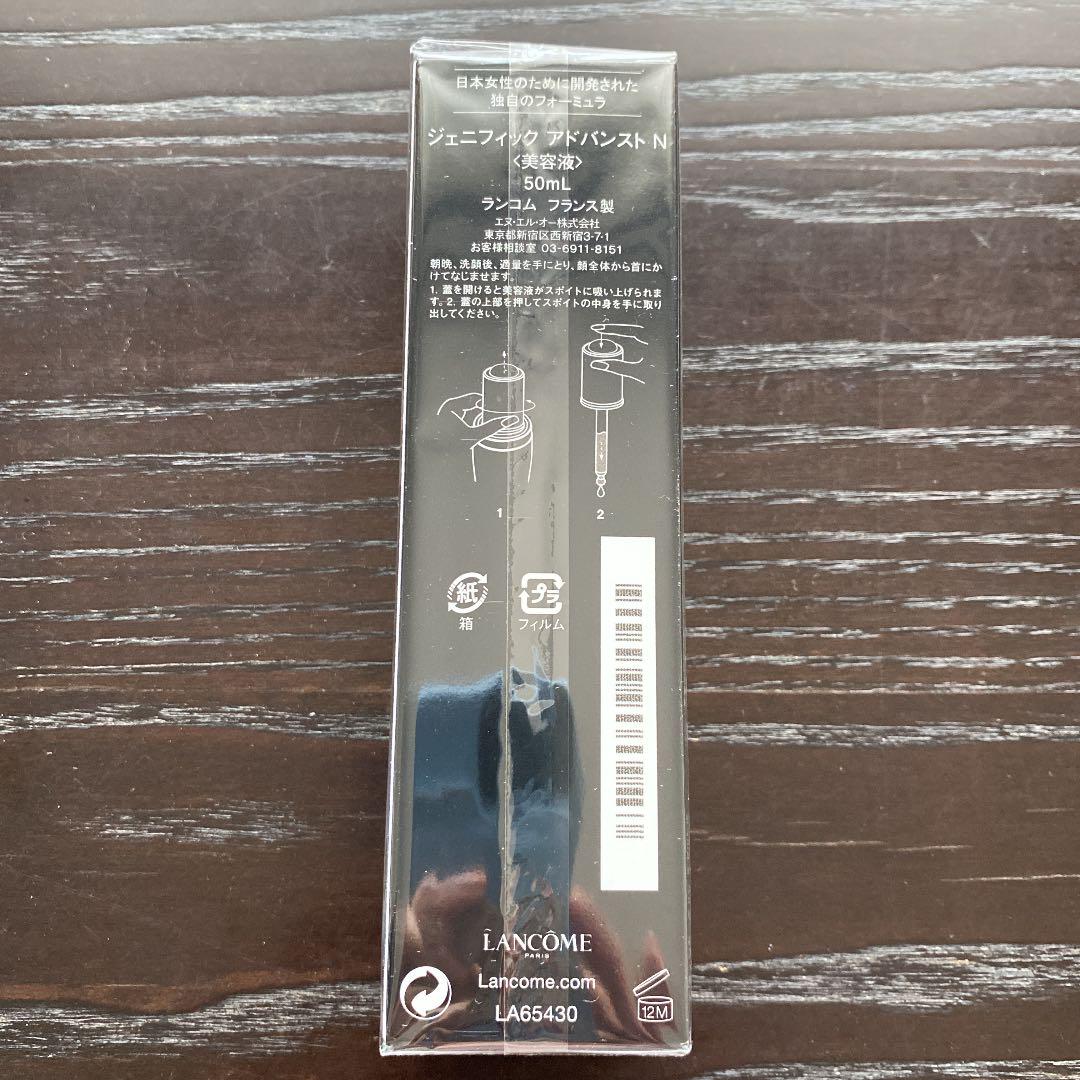 日本女性のために開発された
独自のフォーミュラ
ジェニフィック アドバンスト N
〈美容液〉
50mL
ランコム フランス製
エヌ・エル・オー株式会社
東京都新宿区西新宿3-7-1
お客様相談室 03-6911-8151
朝晩、洗顔後、適量を手にとり、顔全体から首にか
けてなじませます。
1. 蓋を開けると美容液がスポイトに吸い上げられま
す。2. 蓋の上部を押してスポイトの中身を手に取り
出してください。
1 2
紙 プラ
箱 フィルム
LANCÔME
PARIS
Lancome.com
LA65430
12M